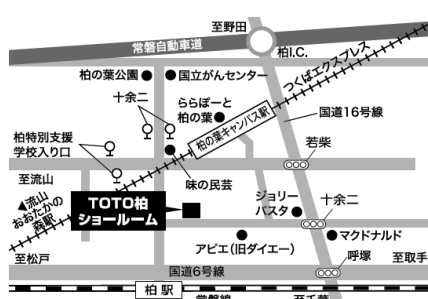 至野田
常磐自動車道
柏I.C.
つくばエクスプレス
柏の葉公園
国立がんセンター
十余二
ららぽーと
柏の葉
柏の葉キャンパス駅
国道16号線
柏特別支援
学校入り口
若柴
至流山
味の民芸
▲流山
おおたかの
森駅
TOTO柏
ショールーム
ジョリー
パスタ
十余二
アピエ(旧ダイエー)
マクドナルド
至松戸
呼塚
至取手
国道6号線
柏駅
常磐線
至千葉